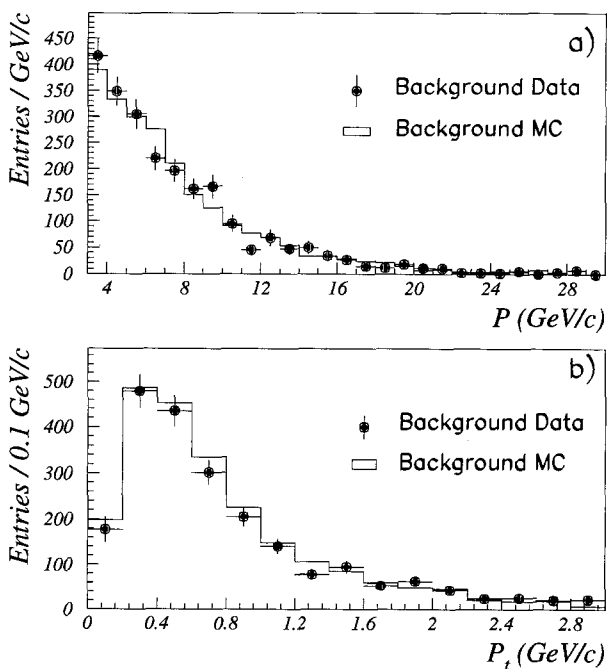 Entries / GeV/c
450
400
350
300
250
200
150
100
50
0
a)
Background Data
Background MC
4 8 12 16 20 24 28
P (GeV/c)
Entries / 0.1 GeV/c
500
400
300
200
100
0
b)
Background Data
Background MC
0 0.4 0.8 1.2 1.6 2 2.4 2.8
Pt (GeV/c)